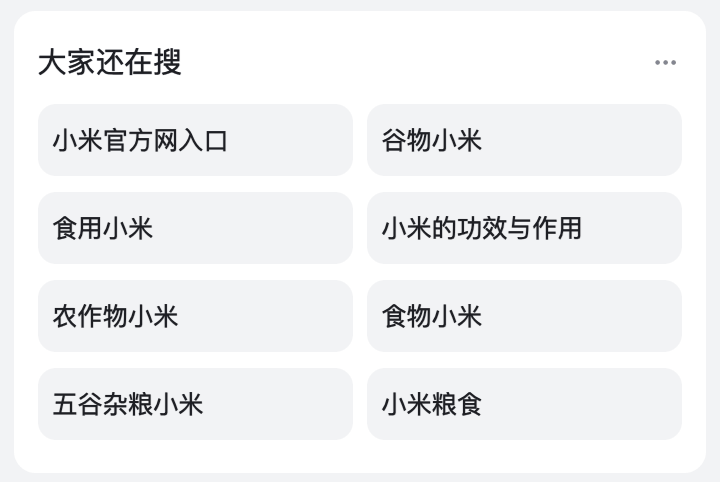 大家还在搜
小米官方网入口
谷物小米
食用小米
小米的功效与作用
农作物小米
食物小米
五谷杂粮小米
小米粮食